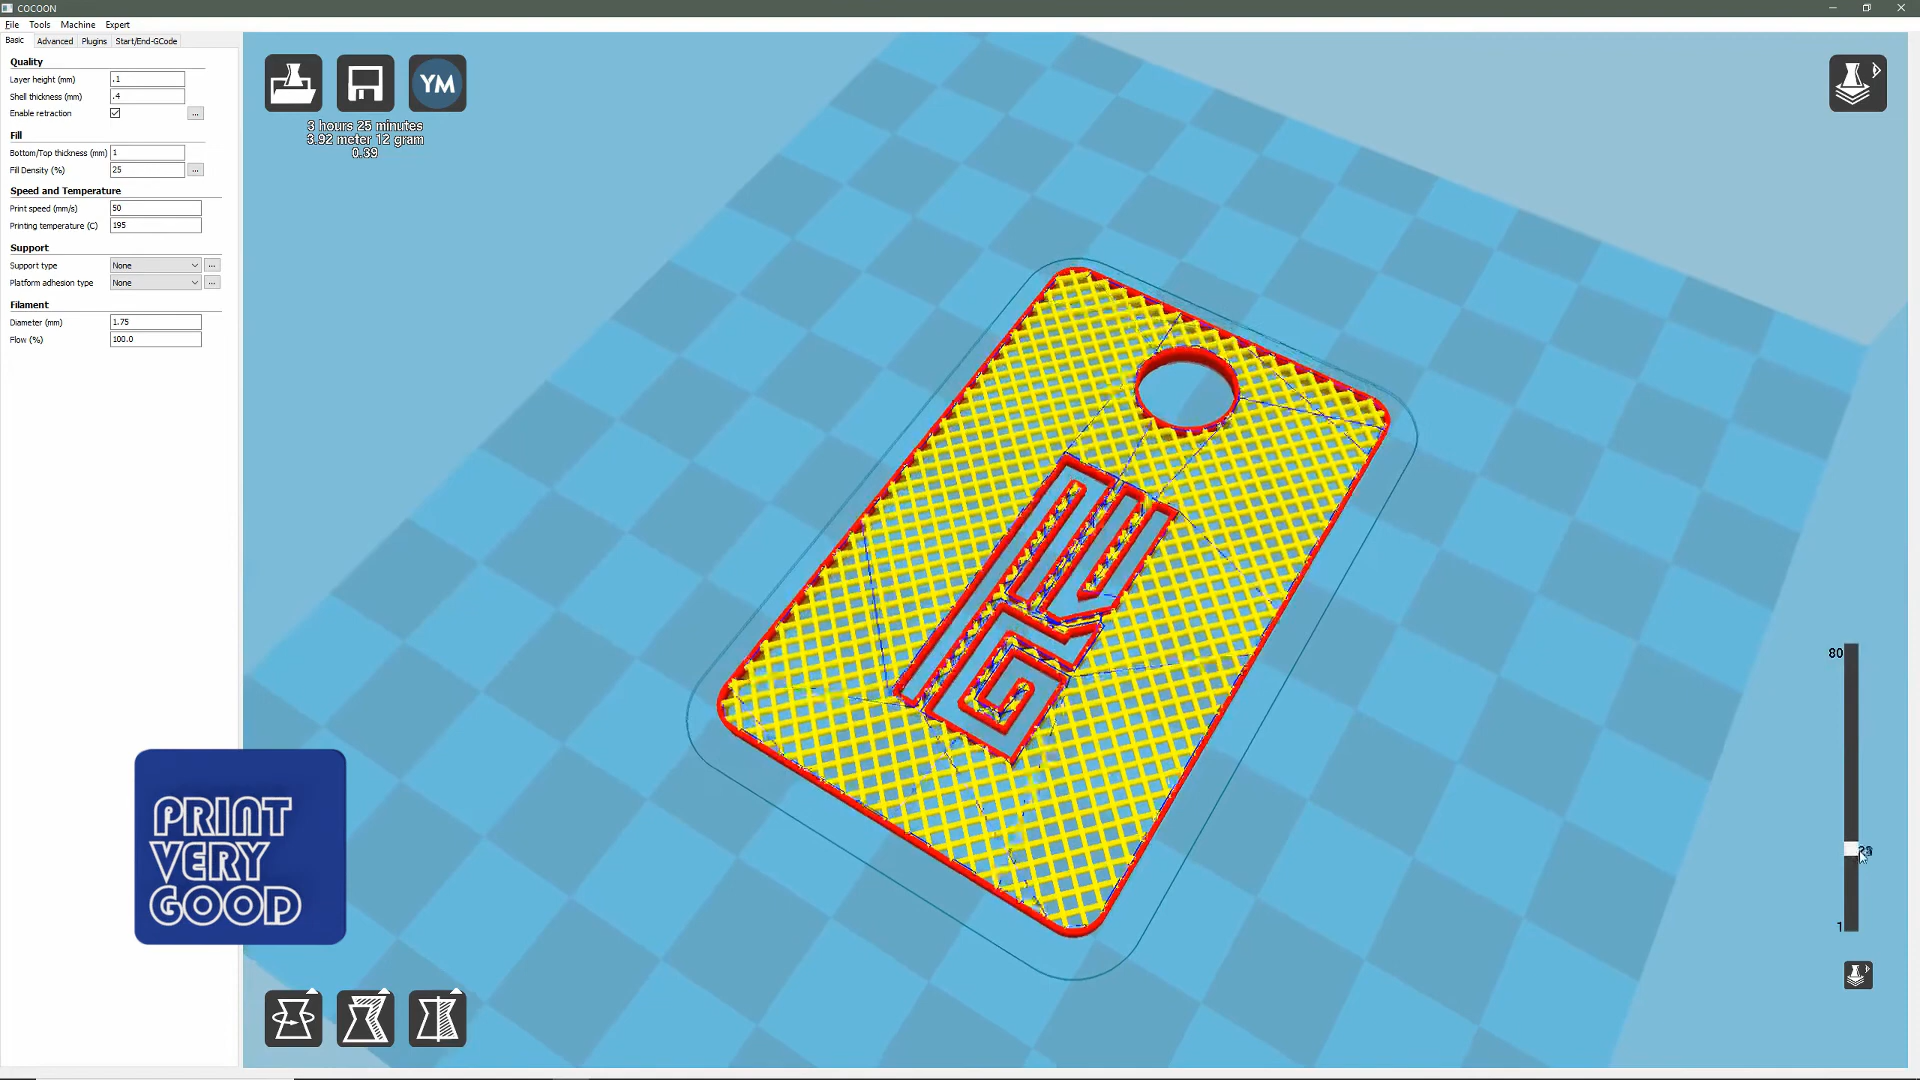 COCOON
File Tools Machine Expert
Basic Advanced Plugins Start/End-GCode
Quality
Layer height (mm) .1
Shell thickness (mm) .4
Enable retraction ...
Fill
Bottom/Top thickness (mm) 1
Fill Density (%) 25 ...
Speed and Temperature
Print speed (mm/s) 50
Printing temperature (C) 195
Support
Support type None ...
Platform adhesion type None ...
Filament
Diameter (mm) 1.75
Flow (%) 100.0
YM
3 hours 25 minutes
3.92 meter 12 gram
0.39
80
1
PRINT
VERY
GOOD